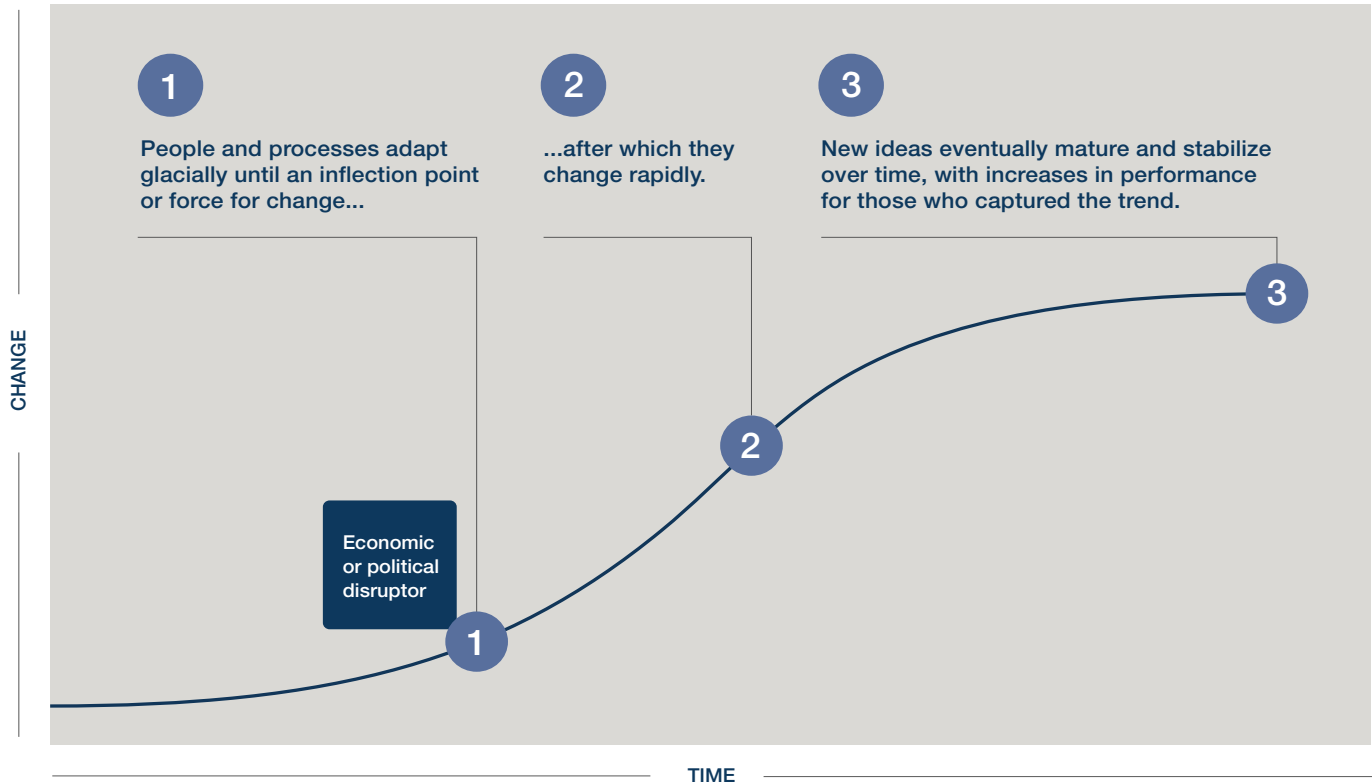 1
People and processes adapt
glacially until an inflection point
or force for change...
2
...after which they
change rapidly.
3
New ideas eventually mature and stabilize
over time, with increases in performance
for those who captured the trend.
CHANGE
3
2
Economic
or political
disruptor
1
TIME